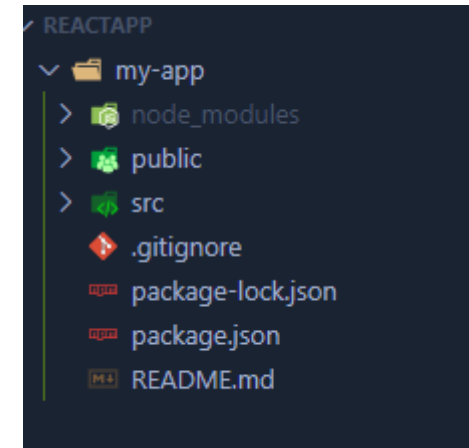 REACTAPP
my-app
node_modules
public
src
.gitignore
package-lock.json
package.json
README.md